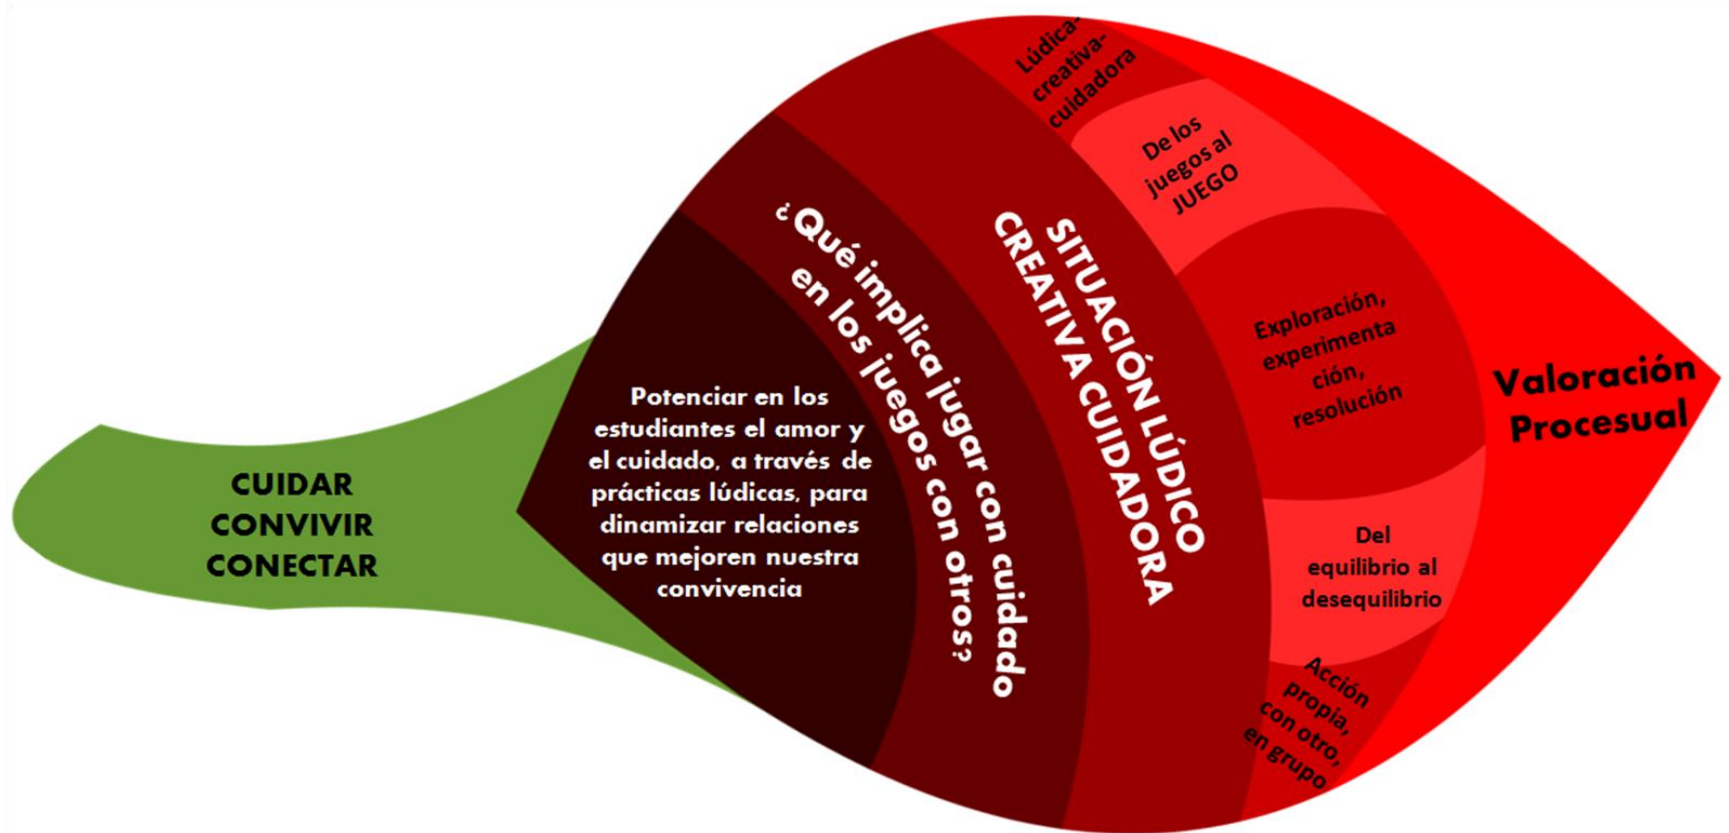 CUIDAR
CONVIVIR
CONECTAR
Potenciar en los
estudiantes el amor y
el cuidado, a través de
prácticas lúdicas, para
dinamizar relaciones
que mejoren nuestra
convivencia
¿Qué implica jugar con cuidado
en los juegos con otros?
SITUACIÓN LÚDICO
CREATIVA CUIDADORA
Lúdica-
creativa-
cuidadora
De los
juegos al
JUEGO
Exploración,
experimenta
ción,
resolución
Del
equilibrio al
desequilibrio
Acción
propia,
con otro,
en grupo
Valoración
Procesual